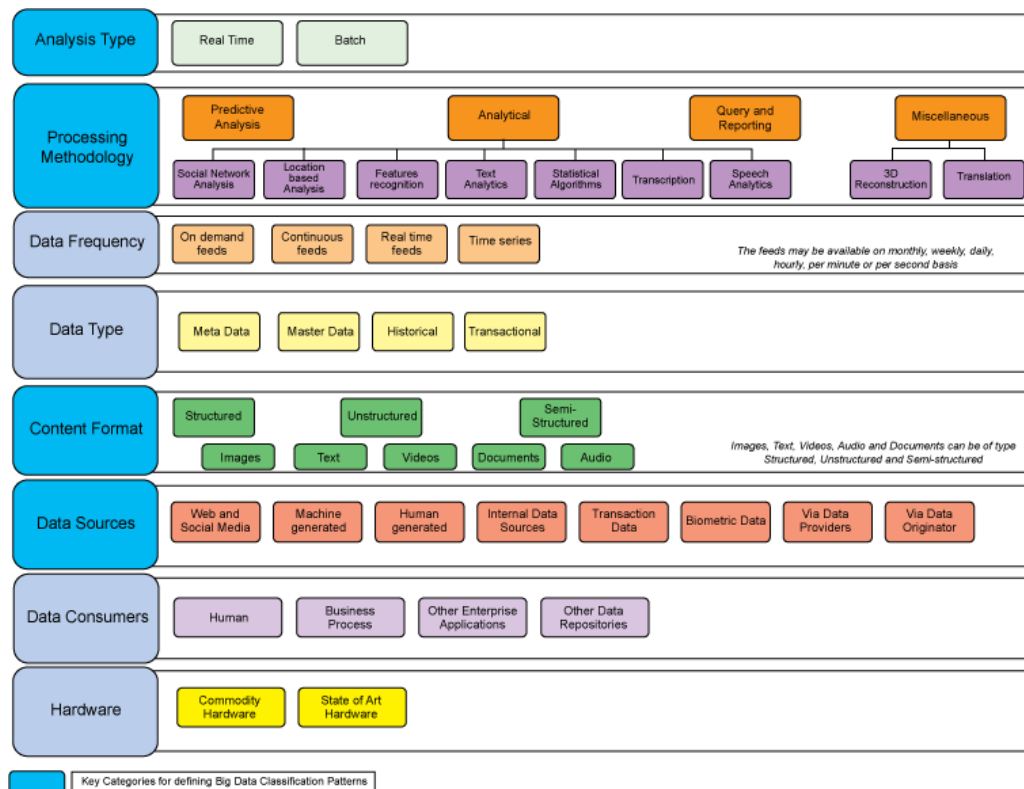 Analysis Type
Real Time
Batch
Processing
Methodology
Predictive
Analysis
Analytical
Query and
Reporting
Miscellaneous
Social Network
Analysis
Location
based
Analysis
Features
recognition
Text
Analytics
Statistical
Algorithms
Transcription
Speech
Analytics
3D
Reconstruction
Translation
Data Frequency
On demand
feeds
Continuous
feeds
Real time
feeds
Time series
The feeds may be available on monthly, weekly, daily,
hourly, per minute or per second basis
Data Type
Meta Data
Master Data
Historical
Transactional
Content Format
Structured
Unstructured
Semi-
Structured
Images
Text
Videos
Documents
Audio
Images, Text, Videos, Audio and Documents can be of type
Structured, Unstructured and Semi-structured
Data Sources
Web and
Social Media
Machine
generated
Human
generated
Internal Data
Sources
Transaction
Data
Biometric Data
Via Data
Providers
Via Data
Originator
Data Consumers
Human
Business
Process
Other Enterprise
Applications
Other Data
Repositories
Hardware
Commodity
Hardware
State of Art
Hardware
Key Categories for defining Big Data Classification Patterns